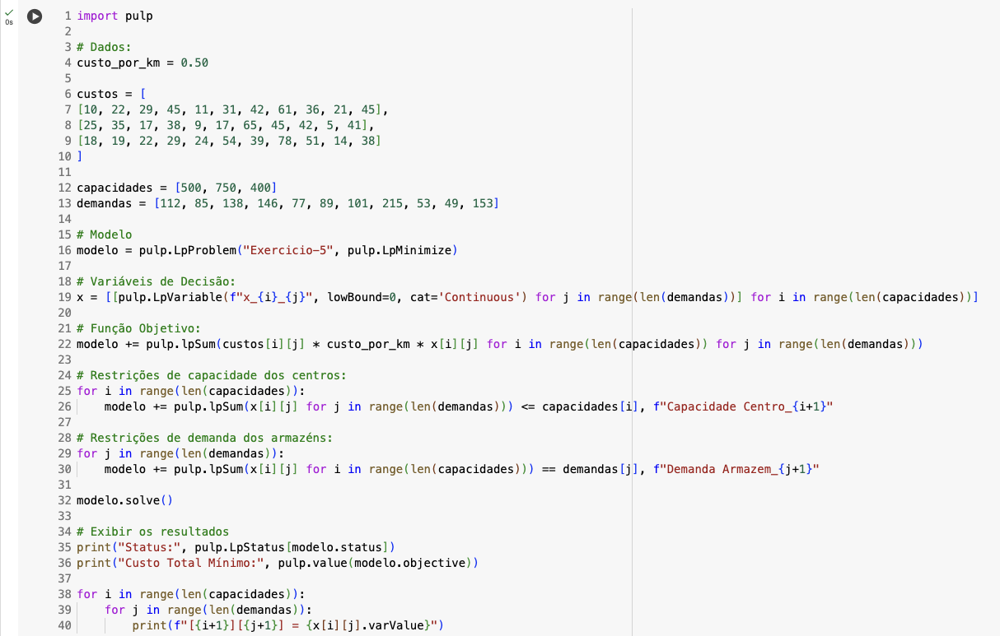 0s
1 import pulp
2
3 # Dados:
4 custo_por_km = 0.50
5
6 custos = [
7 [10, 22, 29, 45, 11, 31, 42, 61, 36, 21, 45],
8 [25, 35, 17, 38, 9, 17, 65, 45, 42, 5, 41],
9 [18, 19, 22, 29, 24, 54, 39, 78, 51, 14, 38]
10 ]
11
12 capacidades = [500, 750, 400]
13 demandas = [112, 85, 138, 146, 77, 89, 101, 215, 53, 49, 153]
14
15 # Modelo
16 modelo = pulp.LpProblem("Exercicio-5", pulp.LpMinimize)
17
18 # Variáveis de Decisão:
19 x = [[pulp.LpVariable(f"x_{i}_{j}", lowBound=0, cat='Continuous') for j in range(len(demandas))] for i in range(len(capacidades))]
20
21 # Função Objetivo:
22 modelo += pulp.lpSum(custos[i][j] * custo_por_km * x[i][j] for i in range(len(capacidades)) for j in range(len(demandas)))
23
24 # Restrições de capacidade dos centros:
25 for i in range(len(capacidades)):
26     modelo += pulp.lpSum(x[i][j] for j in range(len(demandas))) <= capacidades[i], f"Capacidade Centro_{i+1}"
27
28 # Restrições de demanda dos armazéns:
29 for j in range(len(demandas)):
30     modelo += pulp.lpSum(x[i][j] for i in range(len(capacidades))) == demandas[j], f"Demanda Armazem_{j+1}"
31
32 modelo.solve()
33
34 # Exibir os resultados
35 print("Status:", pulp.LpStatus[modelo.status])
36 print("Custo Total Mínimo:", pulp.value(modelo.objective))
37
38 for i in range(len(capacidades)):
39     for j in range(len(demandas)):
40         print(f"[{i+1}][{j+1}] = {x[i][j].varValue}")